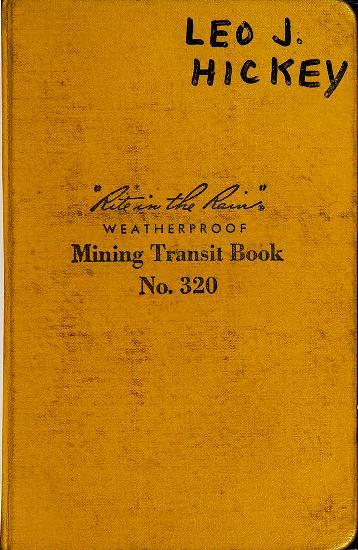 LEO J.
HICKEY
"Rite in the Rain".
WEATHERPROOF
Mining Transit Book
No. 320